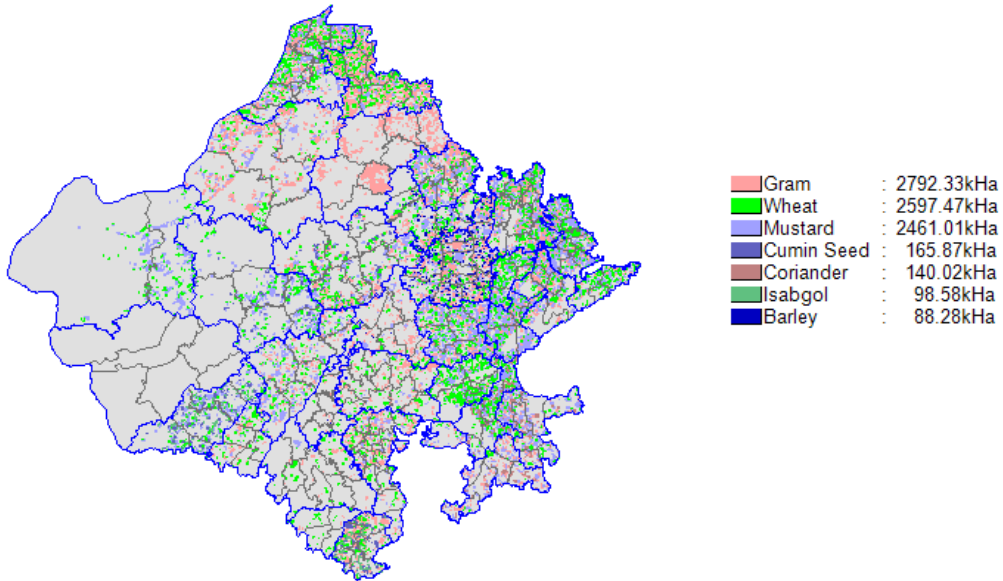 Gram : 2792.33kHa
Wheat : 2597.47kHa
Mustard : 2461.01kHa
Cumin Seed : 165.87kHa
Coriander : 140.02kHa
Isabgol : 98.58kHa
Barley : 88.28kHa